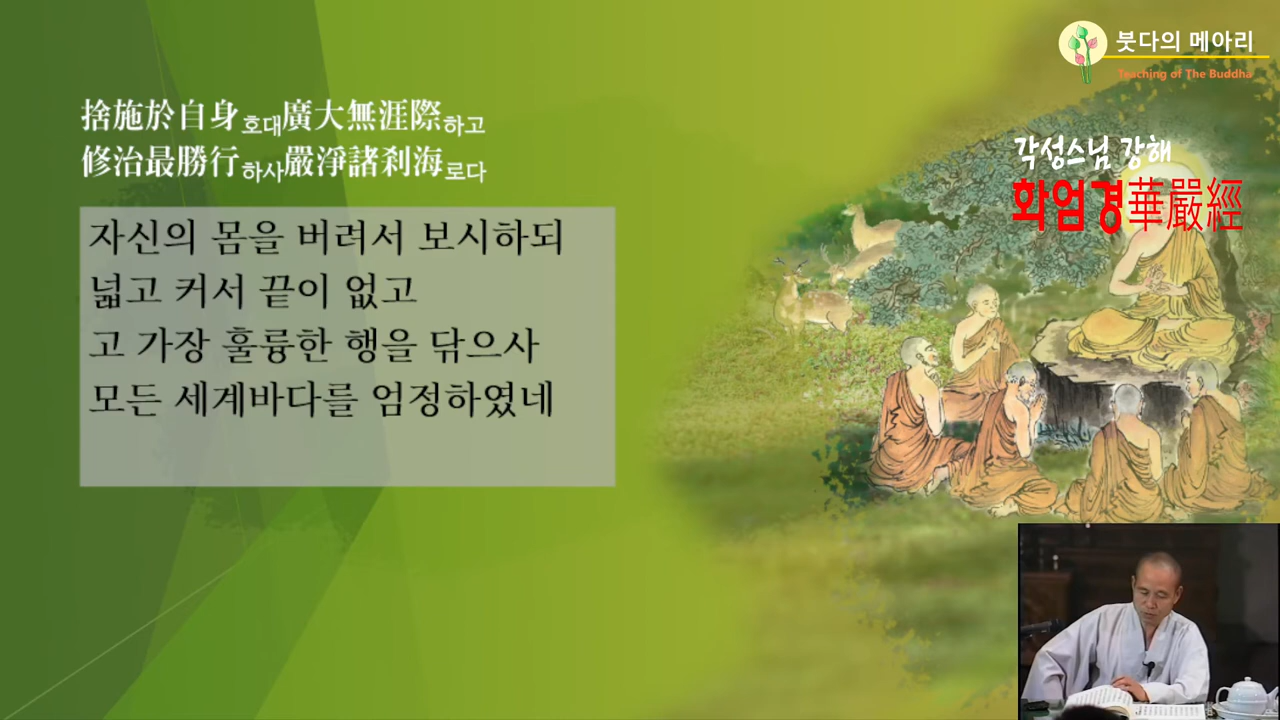 捨施於自身호대廣大無涯際하고
修治最勝行하사嚴淨諸刹海로다
자신의 몸을 버려서 보시하되
넓고 커서 끝이 없고
고 가장 훌륭한 행을 닦으사
모든 세계바다를 엄정하였네
붓다의 메아리
Teaching of The Buddha
각성스님 강해
화엄경華嚴經